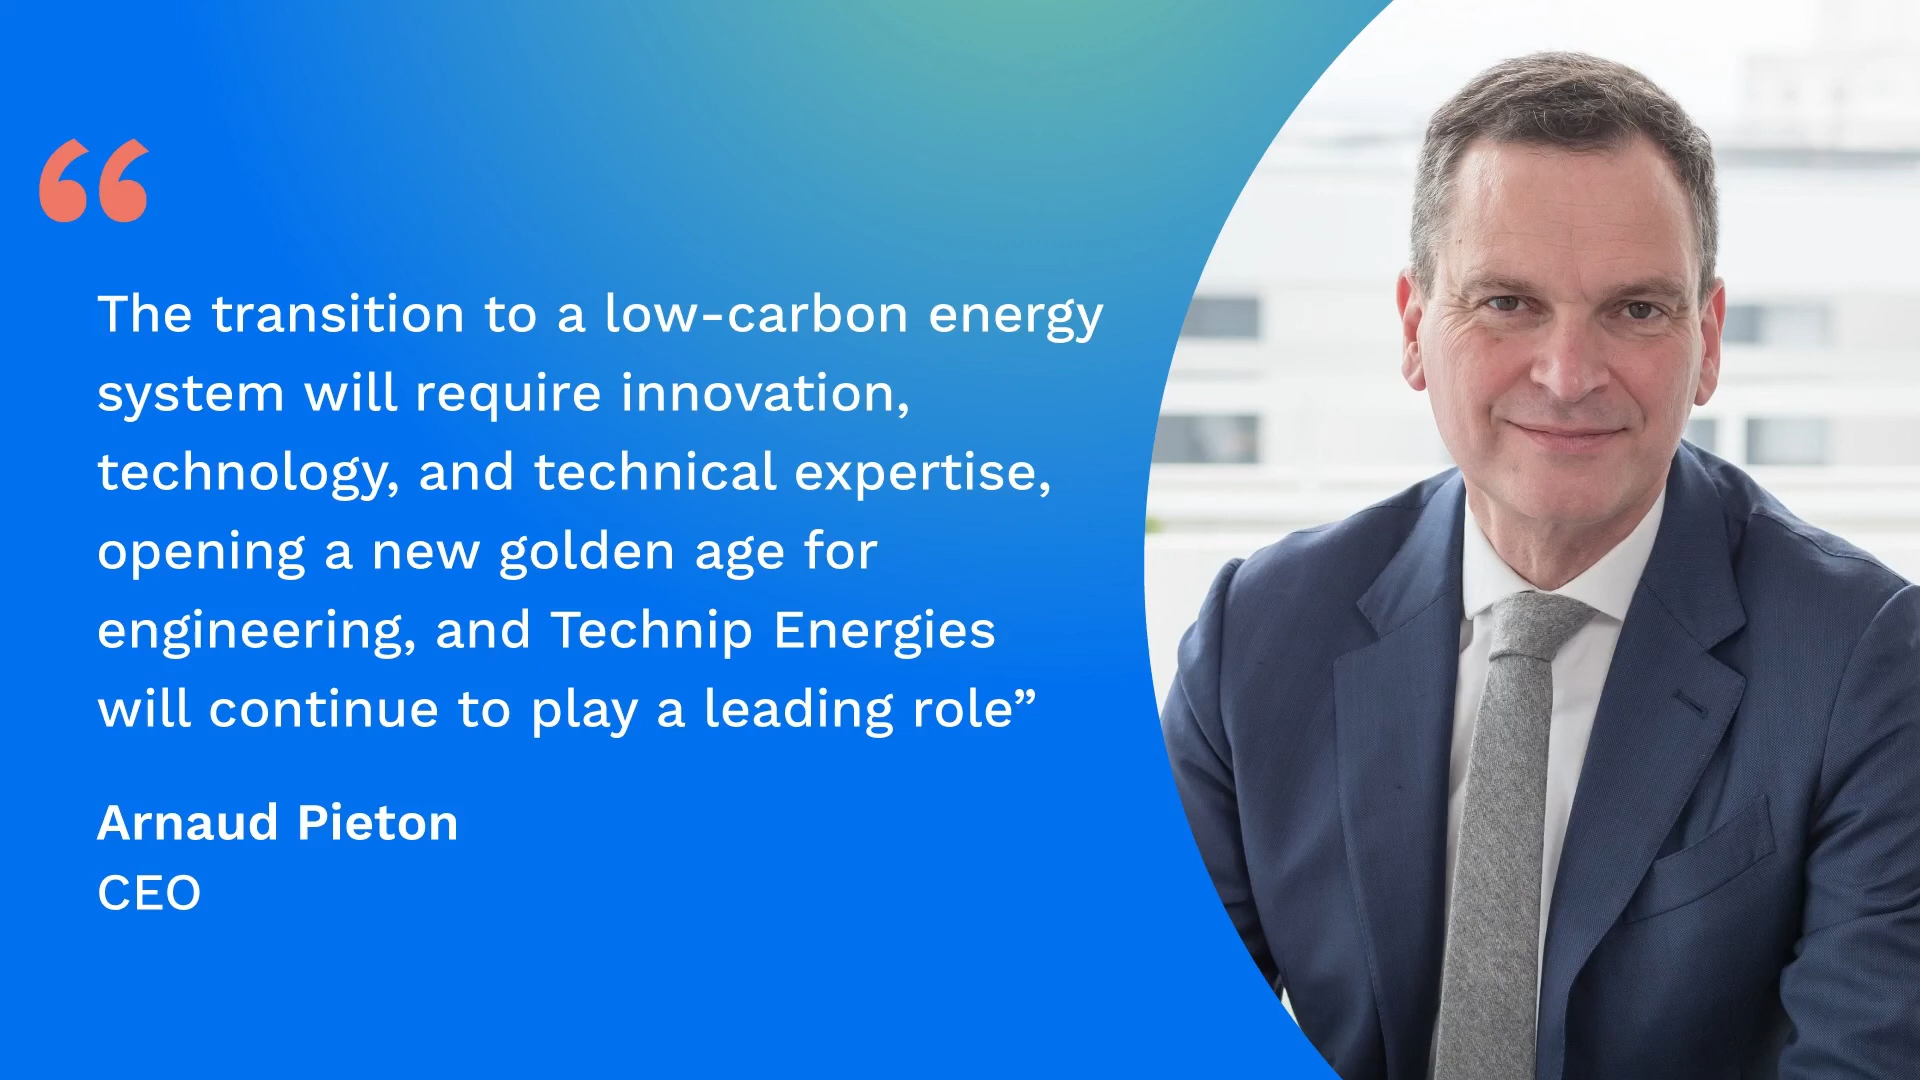 “
The transition to a low-carbon energy
system will require innovation,
technology, and technical expertise,
opening a new golden age for
engineering, and Technip Energies
will continue to play a leading role”
Arnaud Pieton
CEO